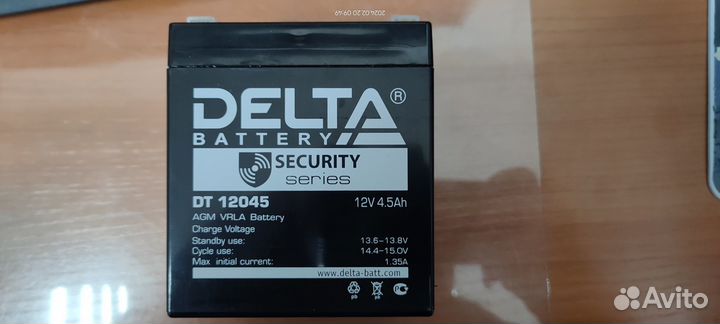 2024.02.20 09:49
DELTA®
BATTERY
SECURITY
series
DT 12045 12V 4.5Ah
AGM VRLA Battery
Charge Voltage
Standby use: 13.6-13.8V
Cycle use: 14.4-15.0V
Max initial current: 1.35A
www.delta-batt.com
Pb Pb
Avito